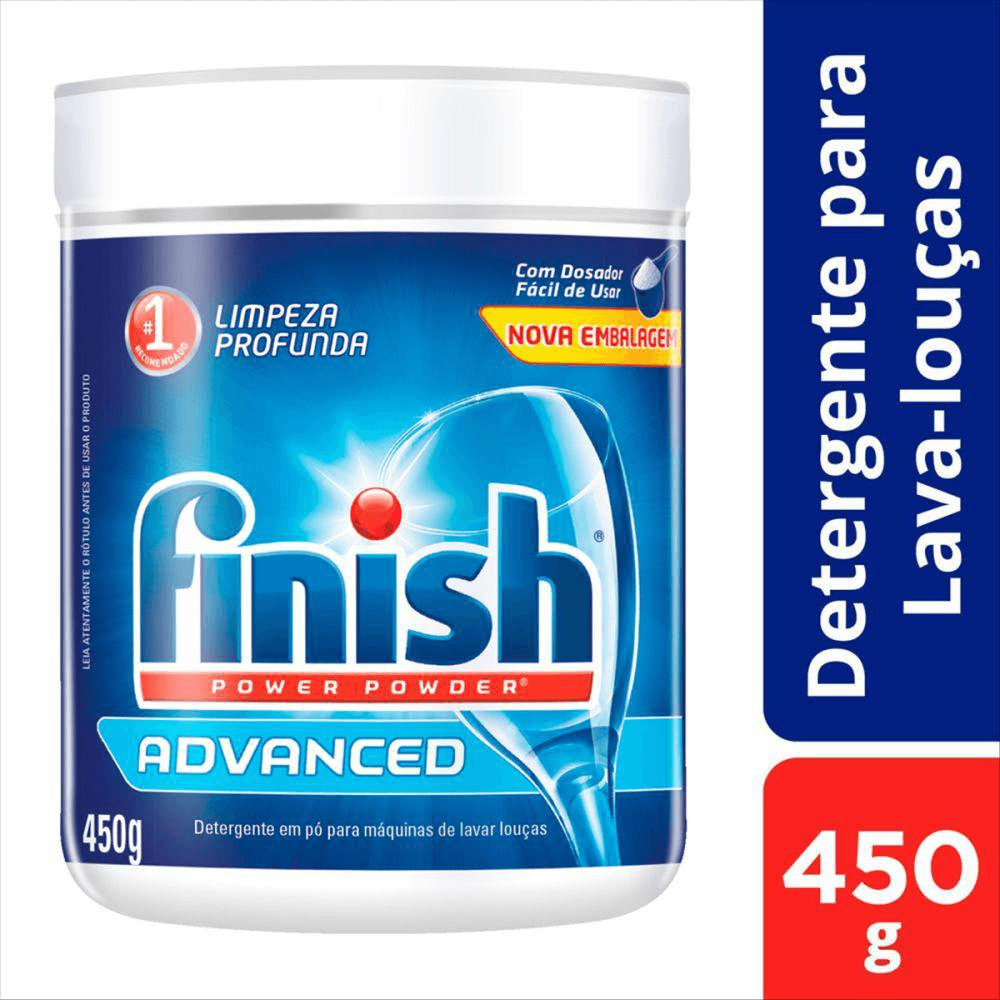 Com Dosador
Fácil de Usar
NOVA EMBALAGEM
#1
RECOMENDADO
LIMPEZA
PROFUNDA
LEIA ATENTAMENTE O RÓTULO ANTES DE USAR O PRODUTO
finish®
POWER POWDER®
ADVANCED
450g
Detergente em pó para máquinas de lavar louças
Detergente para
Lava-louças
450
g